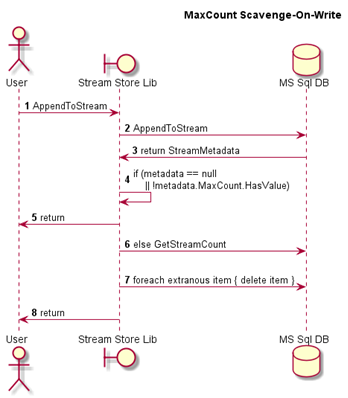 MaxCount Scavenge-On-Write
User
Stream Store Lib
MS Sql DB
1 AppendToStream
2 AppendToStream
3 return StreamMetadata
4 if (metadata == null
|| !metadata.MaxCount.HasValue)
5 return
6 else GetStreamCount
7 foreach extranous item { delete item }
8 return
User
Stream Store Lib
MS Sql DB